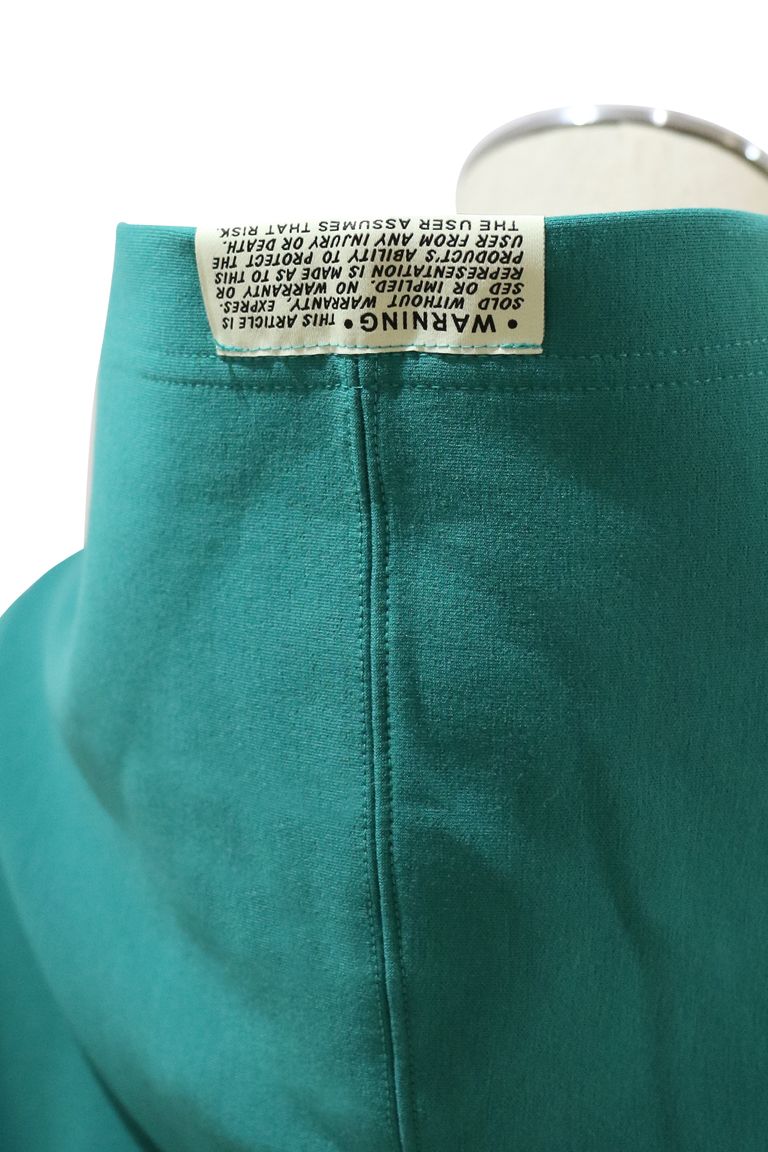 • WARNING • THIS ARTICLE IS
SOLD WITHOUT WARRANTY, EXPRES.
SED OR IMPLIED. NO WARRANTY OR
REPRESENTATION IS MADE AS TO THIS
PRODUCT'S ABILITY TO PROTECT THE
USER FROM ANY INJURY OR DEATH.
THE USER ASSUMES THAT RISK.